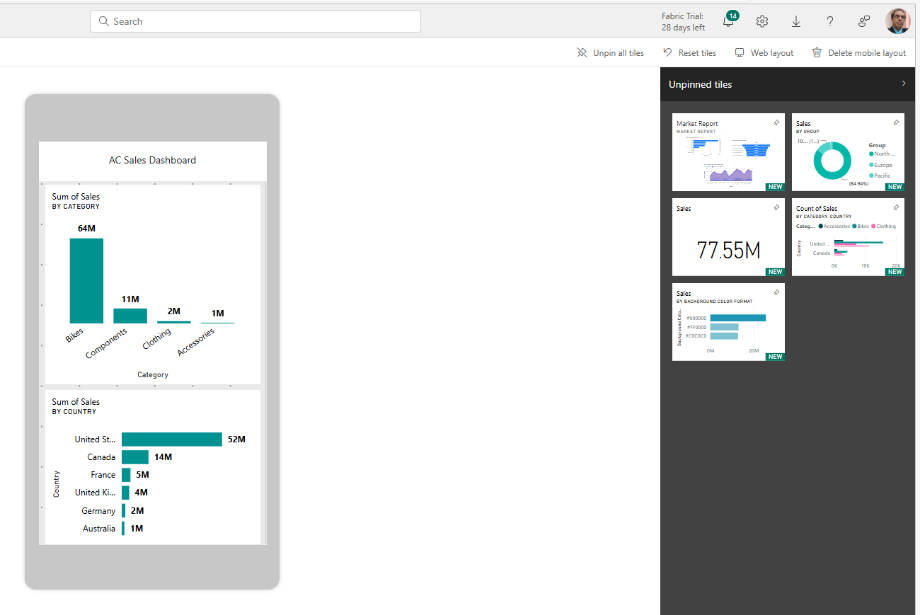 Search
Fabric Trial:
28 days left
14
?
Unpin all tiles
Reset tiles
Web layout
Delete mobile layout
AC Sales Dashboard
Sum of Sales
BY CATEGORY
64M
11M
2M
1M
Bikes
Components
Clothing
Accessories
Category
Sum of Sales
BY COUNTRY
Country
United St... 52M
Canada 14M
France 5M
United Ki... 4M
Germany 2M
Australia 1M
Unpinned tiles
Market Report
MARKET REPORT
NEW
Sales
BY GROUP
Group
North ...
Europe
Pacific
(84.94%)
NEW
Sales
77.55M
NEW
Count of Sales
BY CATEGORY, COUNTRY
Categ... Accessories Bikes Clothing
Country
United ...
Canada
0K 10K 20K
NEW
Sales
BY BACKGROUND COLOR FORMAT
Background Colo...
#FF0000
0M 20M
NEW